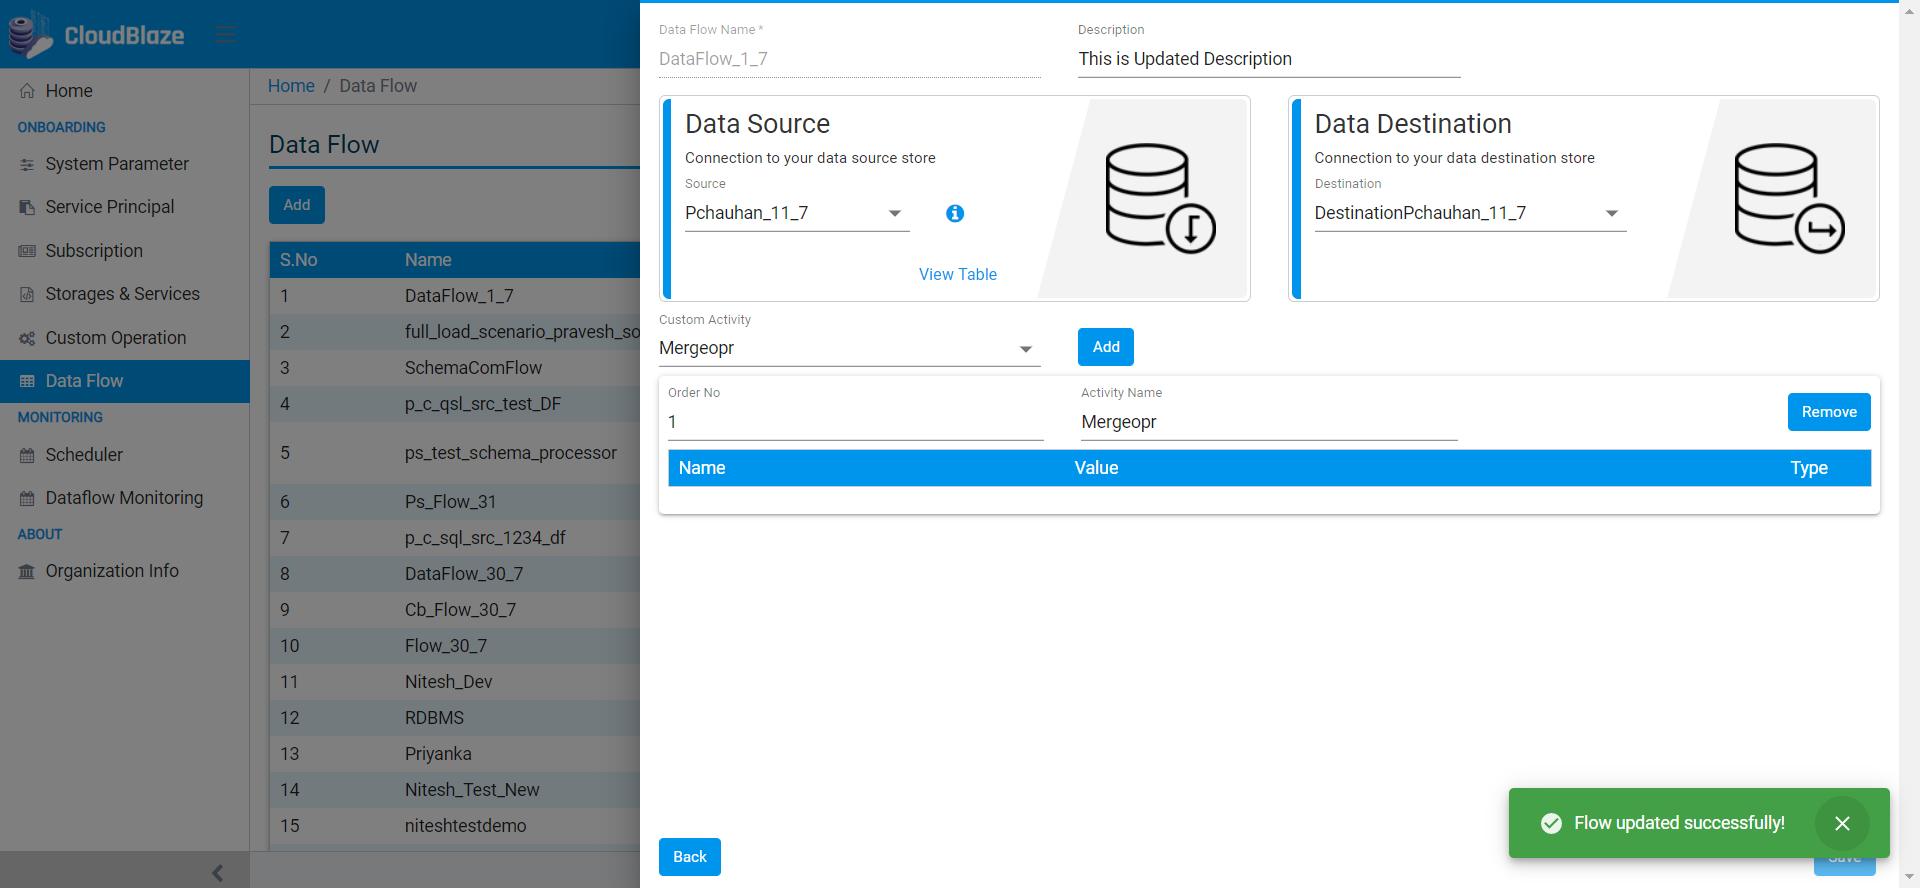 CloudBlaze
Home
ONBOARDING
System Parameter
Service Principal
Subscription
Storages & Services
Custom Operation
Data Flow
MONITORING
Scheduler
Dataflow Monitoring
ABOUT
Organization Info
Home / Data Flow
Data Flow
Add
S.No Name
1 DataFlow_1_7
2 full_load_scenario_pravesh_so
3 SchemaComFlow
4 p_c_qsl_src_test_DF
5 ps_test_schema_processor
6 Ps_Flow_31
7 p_c_sql_src_1234_df
8 DataFlow_30_7
9 Cb_Flow_30_7
10 Flow_30_7
11 Nitesh_Dev
12 RDBMS
13 Priyanka
14 Nitesh_Test_New
15 niteshtestdemo
Data Flow Name *
DataFlow_1_7
Description
This is Updated Description
Data Source
Connection to your data source store
Source
Pchauhan_11_7
View Table
Data Destination
Connection to your data destination store
Destination
DestinationPchauhan_11_7
Custom Activity
Mergeopr
Add
Order No
1
Activity Name
Mergeopr
Remove
Name Value Type
Flow updated successfully!
Back
Save